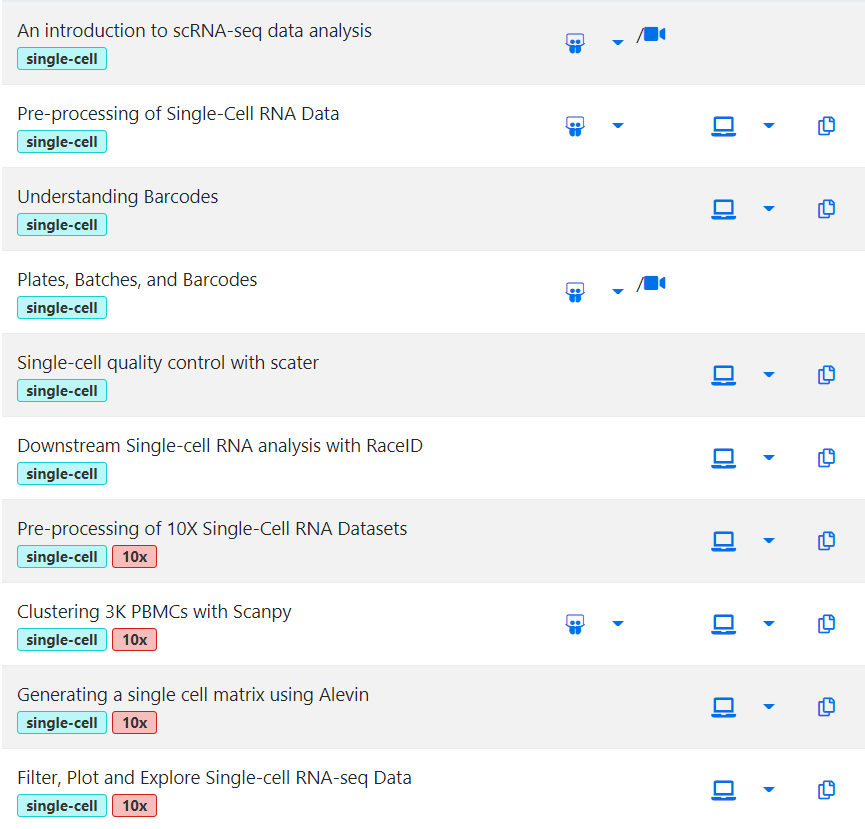 An introduction to scRNA-seq data analysis
/
single-cell
Pre-processing of Single-Cell RNA Data
single-cell
Understanding Barcodes
single-cell
Plates, Batches, and Barcodes
/
single-cell
Single-cell quality control with scater
single-cell
Downstream Single-cell RNA analysis with RaceID
single-cell
Pre-processing of 10X Single-Cell RNA Datasets
single-cell 10x
Clustering 3K PBMCs with Scanpy
single-cell 10x
Generating a single cell matrix using Alevin
single-cell 10x
Filter, Plot and Explore Single-cell RNA-seq Data
single-cell 10x